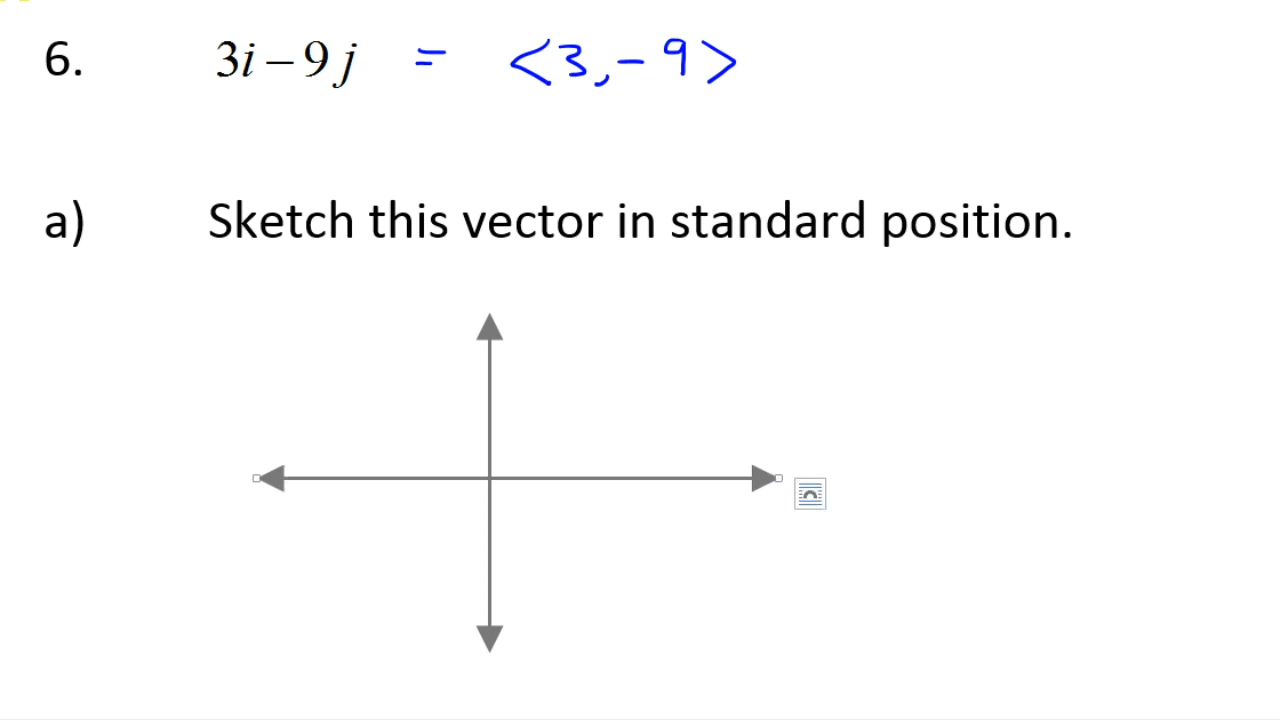 6. 3i – 9j = <3, -9>
a) Sketch this vector in standard position.